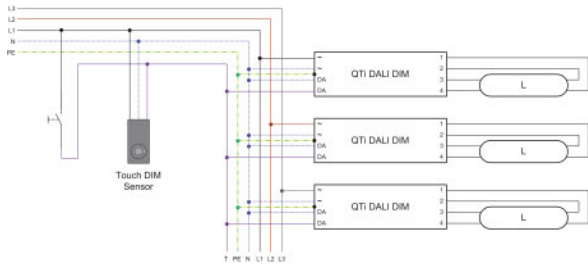 L3
L2
L1
N
PE
~ 1
~ 2
DA 3
DA 4
QTi DALI DIM
L
~ 1
~ 2
DA 3
DA 4
QTi DALI DIM
L
Touch DIM
Sensor
~ 1
~ 2
DA 3
DA 4
QTi DALI DIM
L
T PE N L1 L2 L3